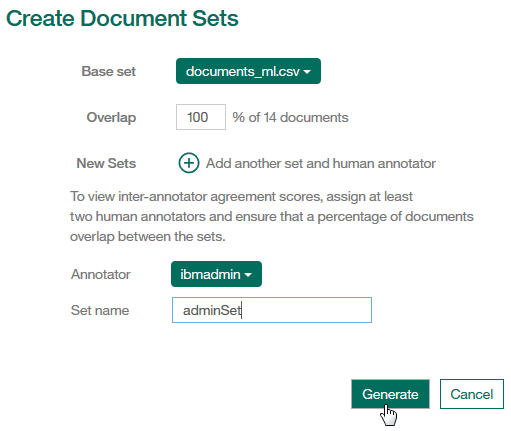 Create Document Sets
Base set documents_ml.csv
Overlap 100 % of 14 documents
New Sets Add another set and human annotator
To view inter-annotator agreement scores, assign at least
two human annotators and ensure that a percentage of documents
overlap between the sets.
Annotator ibmadmin
Set name adminSet
Generate Cancel